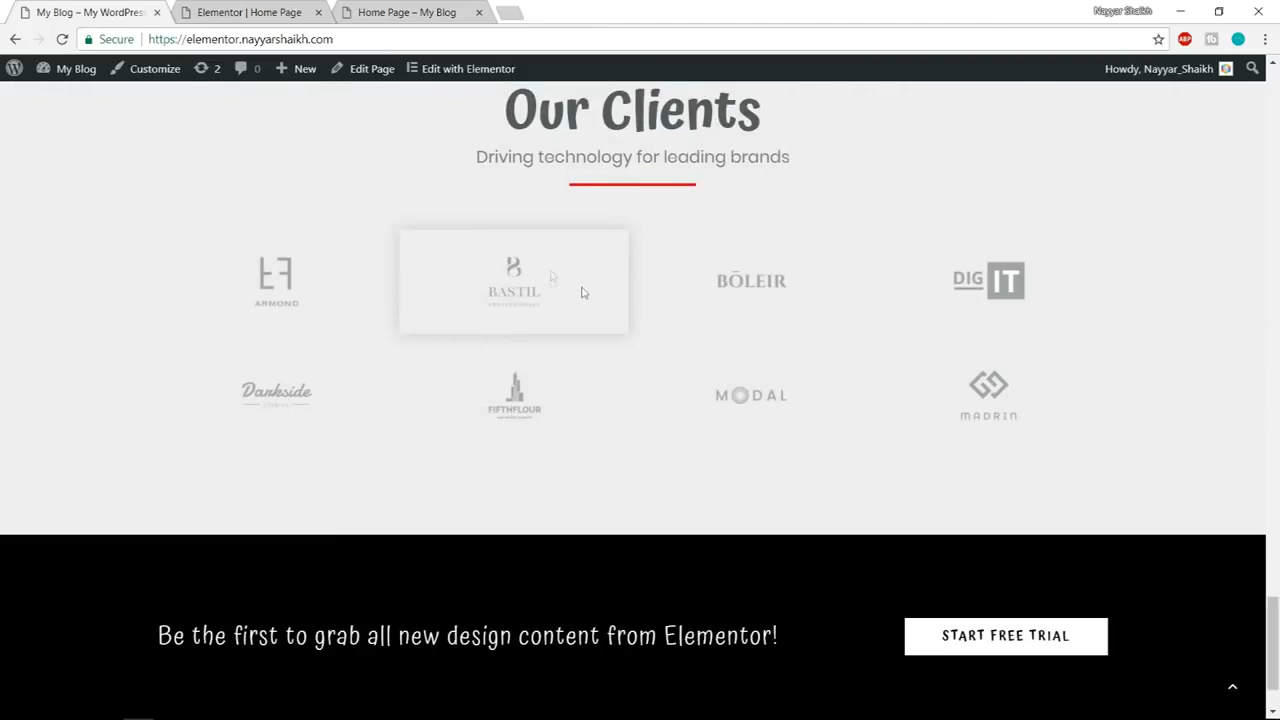 My Blog – My WordPress
Elementor | Home Page
Home Page – My Blog
Nayyar Shaikh
Secure
https://elementor.nayyarshaikh.com
ABP
My Blog
Customize
2
0
New
Edit Page
Edit with Elementor
Howdy, Nayyar_Shaikh
Our Clients
Driving technology for leading brands
ARMOND
B
BASTIL
BŌLEIR
DIG IT
Darkside
FIFTHFLOUR
MODAL
MADRIN
Be the first to grab all new design content from Elementor!
START FREE TRIAL